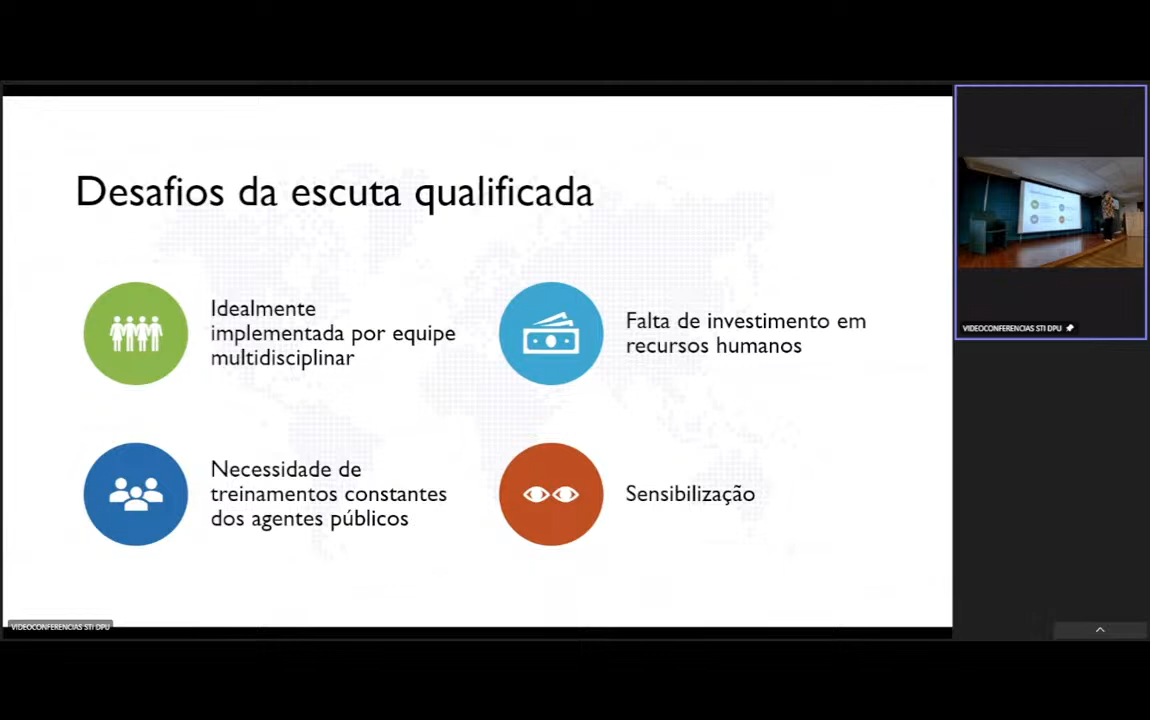 Desafios da escuta qualificada
Idealmente
implementada por equipe
multidisciplinar
Falta de investimento em
recursos humanos
Necessidade de
treinamentos constantes
dos agentes públicos
Sensibilização
VIDEOCONFERENCIAS STI DPU
VIDEOCONFERENCIAS STI DPU